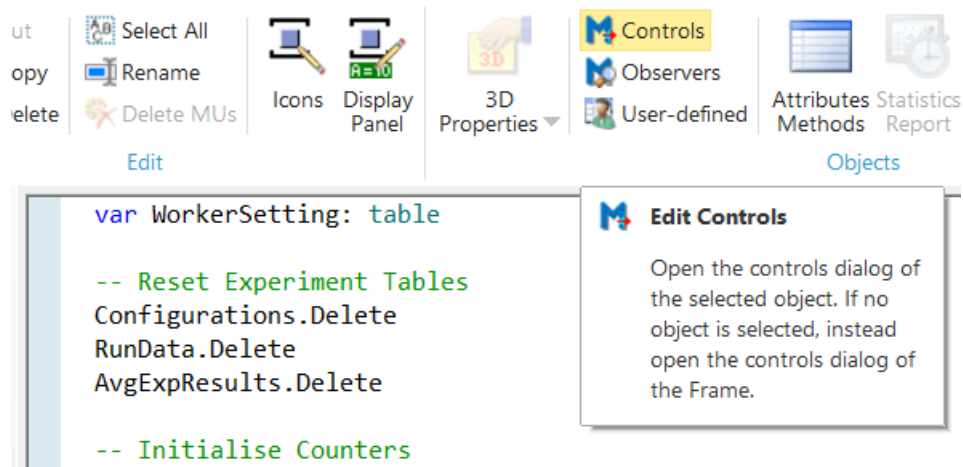 Select All
Rename
Delete MUs
Edit
Icons
Display
Panel
A=10
3D
3D
Properties
Controls
Observers
User-defined
Attributes
Methods
Statistics
Report
Objects
var WorkerSetting: table
-- Reset Experiment Tables
Configurations.Delete
RunData.Delete
AvgExpResults.Delete
-- Initialise Counters
Edit Controls
Open the controls dialog of
the selected object. If no
object is selected, instead
open the controls dialog of
the Frame.